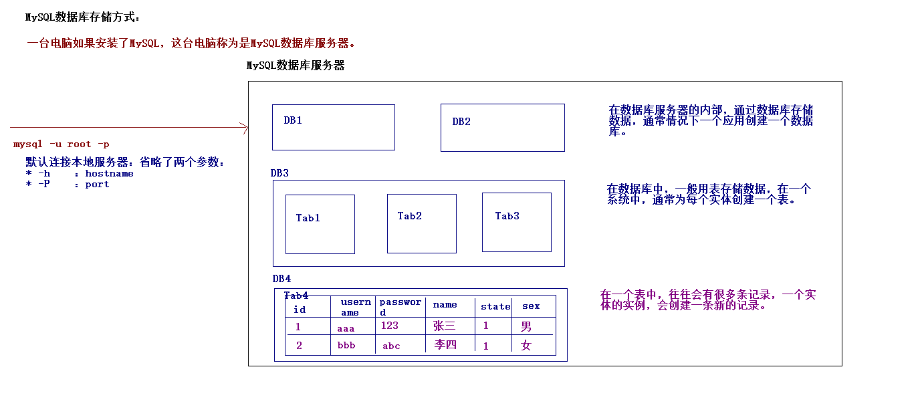 MySQL数据库存储方式:
一台电脑如果安装了MySQL, 这台电脑称为是MySQL数据库服务器。
MySQL数据库服务器
mysql -u root -p
默认连接本地服务器:省略了两个参数:
* -h :hostname
* -P :port
DB1
DB2
在数据库服务器的内部, 通过数据库存储
数据, 通常情况下一个应用创建一个数据
库。
DB3
Tab1
Tab2
Tab3
在数据库中, 一般用表存储数据, 在一个
系统中, 通常为每个实体创建一个表。
DB4
Tab4
id usern passwor name state sex
ame d
1 aaa 123 张三 1 男
2 bbb abc 李四 1 女
在一个表中, 往往会有很多条记录, 一个实
体的实例, 会创建一条新的记录。